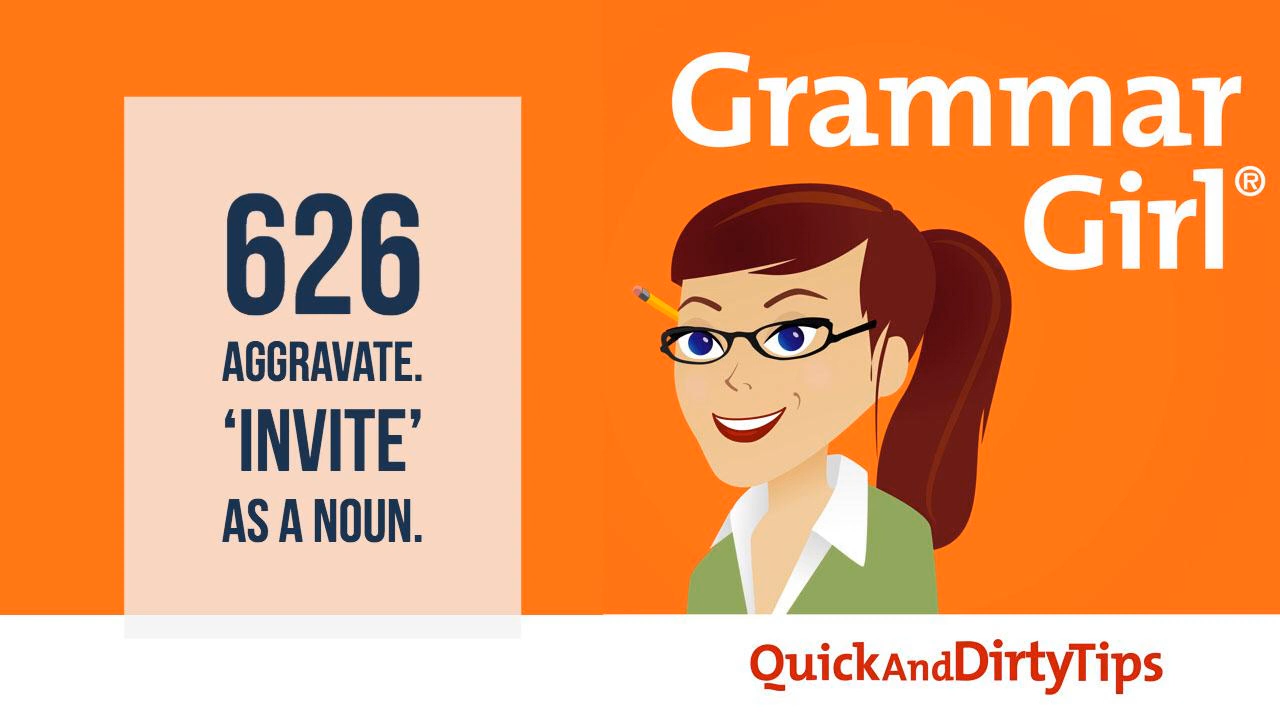 626
AGGRAVATE.
‘INVITE’
AS A NOUN.
Grammar
Girl®
QuickAndDirtyTips